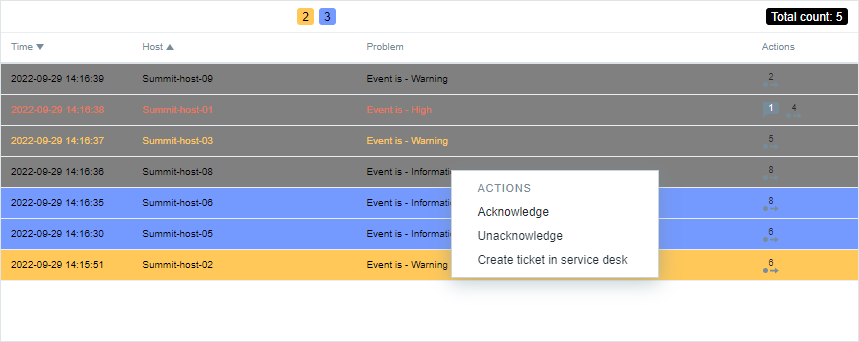 2 3 Total count: 5
Time Host Problem Actions
2022-09-29 14:16:39 Summit-host-09 Event is - Warning 2
2022-09-29 14:16:38 Summit-host-01 Event is - High 1 4
2022-09-29 14:16:37 Summit-host-03 Event is - Warning 5
2022-09-29 14:16:36 Summit-host-08 Event is - Informati 8
2022-09-29 14:16:35 Summit-host-06 Event is - Informati 8
2022-09-29 14:16:30 Summit-host-05 Event is - Informati 6
2022-09-29 14:15:51 Summit-host-02 Event is - Warning 6
ACTIONS
Acknowledge
Unacknowledge
Create ticket in service desk